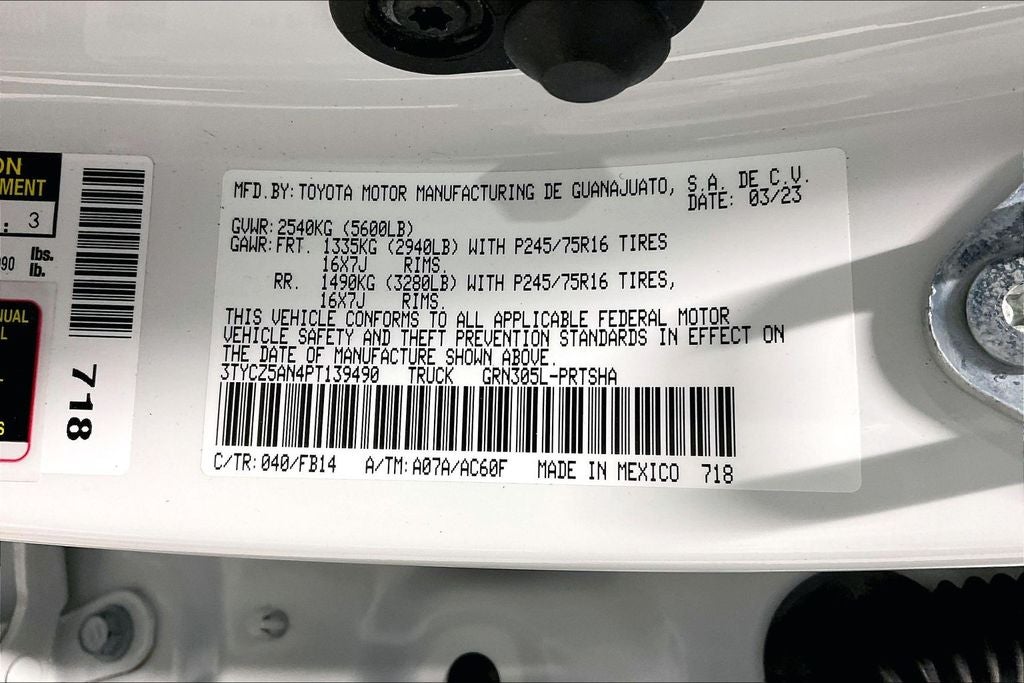 MFD.BY: TOYOTA MOTOR MANUFACTURING DE GUANAJUATO, S.A. DE C.V.
DATE: 03/23
GVWR: 2540KG (5600LB)
GAWR: FRT. 1335KG (2940LB) WITH P245/75R16 TIRES
16X7J RIMS.
RR. 1490KG (3280LB) WITH P245/75R16 TIRES,
16X7J RIMS.
THIS VEHICLE CONFORMS TO ALL APPLICABLE FEDERAL MOTOR
VEHICLE SAFETY AND THEFT PREVENTION STANDARDS IN EFFECT ON
THE DATE OF MANUFACTURE SHOWN ABOVE.
3TYCZ5AN4PT139490 TRUCK GRN305L-PRTSHA
C/TR: 040/FB14 A/TM: A07A/AC60F MADE IN MEXICO 718
: 3
lbs.
lb.
718